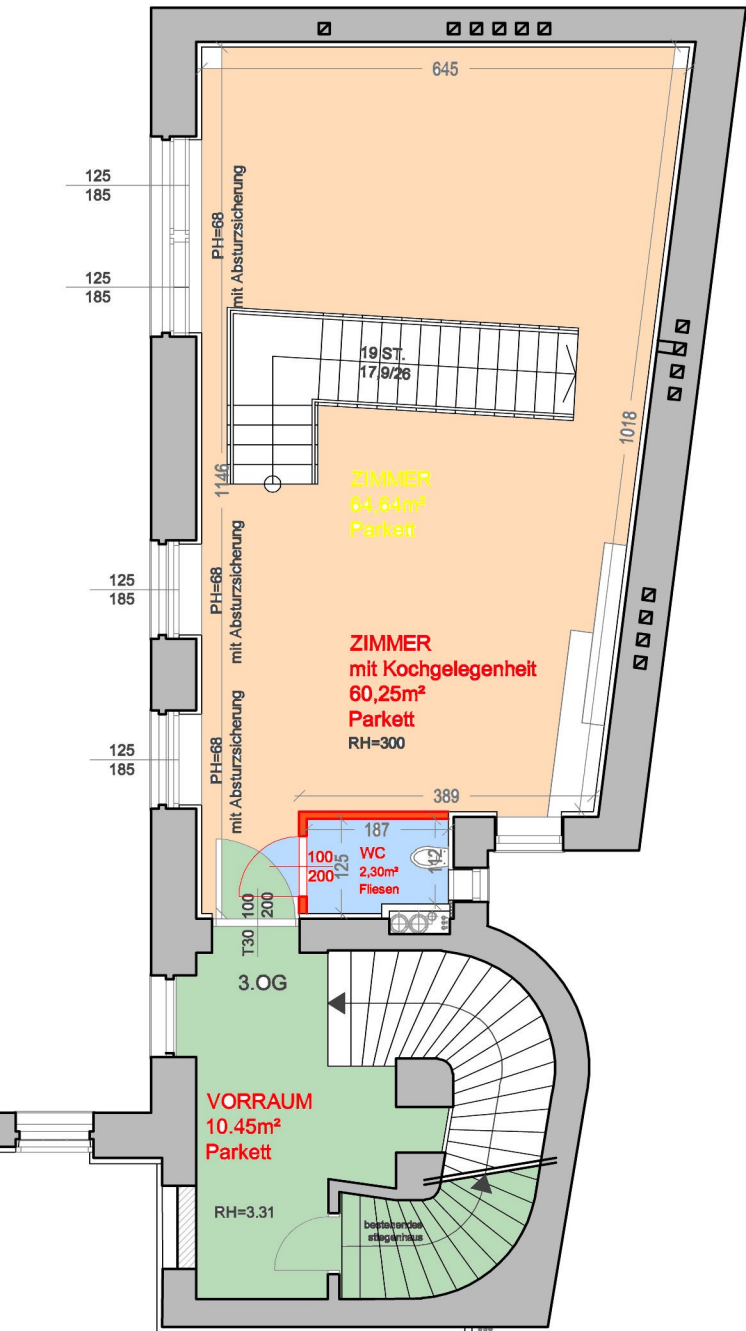 645
125
185
PH=68
mit Absturzsicherung
125
185
19 ST.
17,9/26
1018
1146
ZIMMER
64,64m²
Parkett
125
185
PH=68
mit Absturzsicherung
ZIMMER
mit Kochgelegenheit
60,25m²
Parkett
RH=300
125
185
PH=68
mit Absturzsicherung
389
187
100
200
125
WC
2,30m²
Fliesen
112
T30
100
200
3.OG
VORRAUM
10.45m²
Parkett
RH=3.31
bestehendes
stiegenhaus